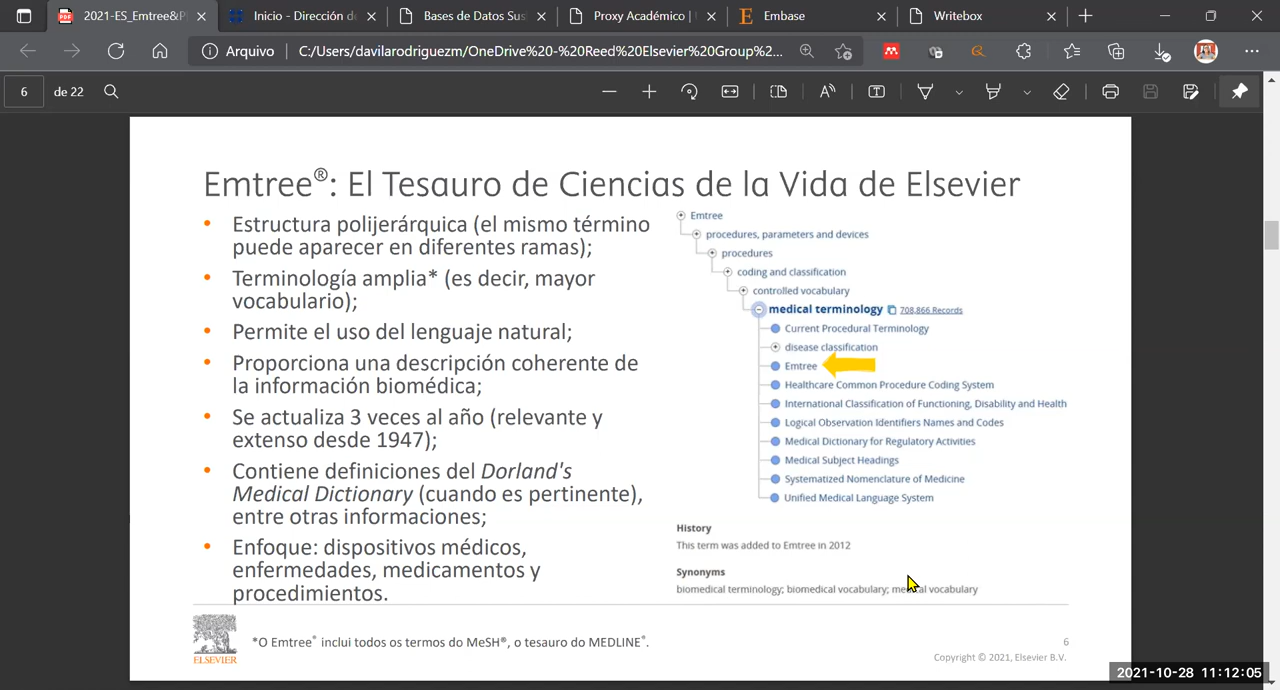 2021-ES_Emtree&P
Inicio - Dirección de
Bases de Datos Sus
Proxy Académico |
Embase
Writebox
Arquivo
C:/Users/davilarodriguezm/OneDrive%20-%20Reed%20Elsevier%20Group%2...
6 de 22
Emtree®: El Tesauro de Ciencias de la Vida de Elsevier
• Estructura polijerárquica (el mismo término
puede aparecer en diferentes ramas);
• Terminología amplia* (es decir, mayor
vocabulario);
• Permite el uso del lenguaje natural;
• Proporciona una descripción coherente de
la información biomédica;
• Se actualiza 3 veces al año (relevante y
extenso desde 1947);
• Contiene definiciones del Dorland's
Medical Dictionary (cuando es pertinente),
entre otras informaciones;
• Enfoque: dispositivos médicos,
enfermedades, medicamentos y
procedimientos.
Emtree
procedures, parameters and devices
procedures
coding and classification
controlled vocabulary
medical terminology 708,866 Records
Current Procedural Terminology
disease classification
Emtree
Healthcare Common Procedure Coding System
International Classification of Functioning, Disability and Health
Logical Observation Identifiers Names and Codes
Medical Dictionary for Regulatory Activities
Medical Subject Headings
Systematized Nomenclature of Medicine
Unified Medical Language System
History
This term was added to Emtree in 2012
Synonyms
biomedical terminology; biomedical vocabulary; medical vocabulary
ELSEVIER
*O Emtree® inclui todos os termos do MeSH®, o tesauro do MEDLINE®.
6
Copyright © 2021, Elsevier B.V.
2021-10-28 11:12:05